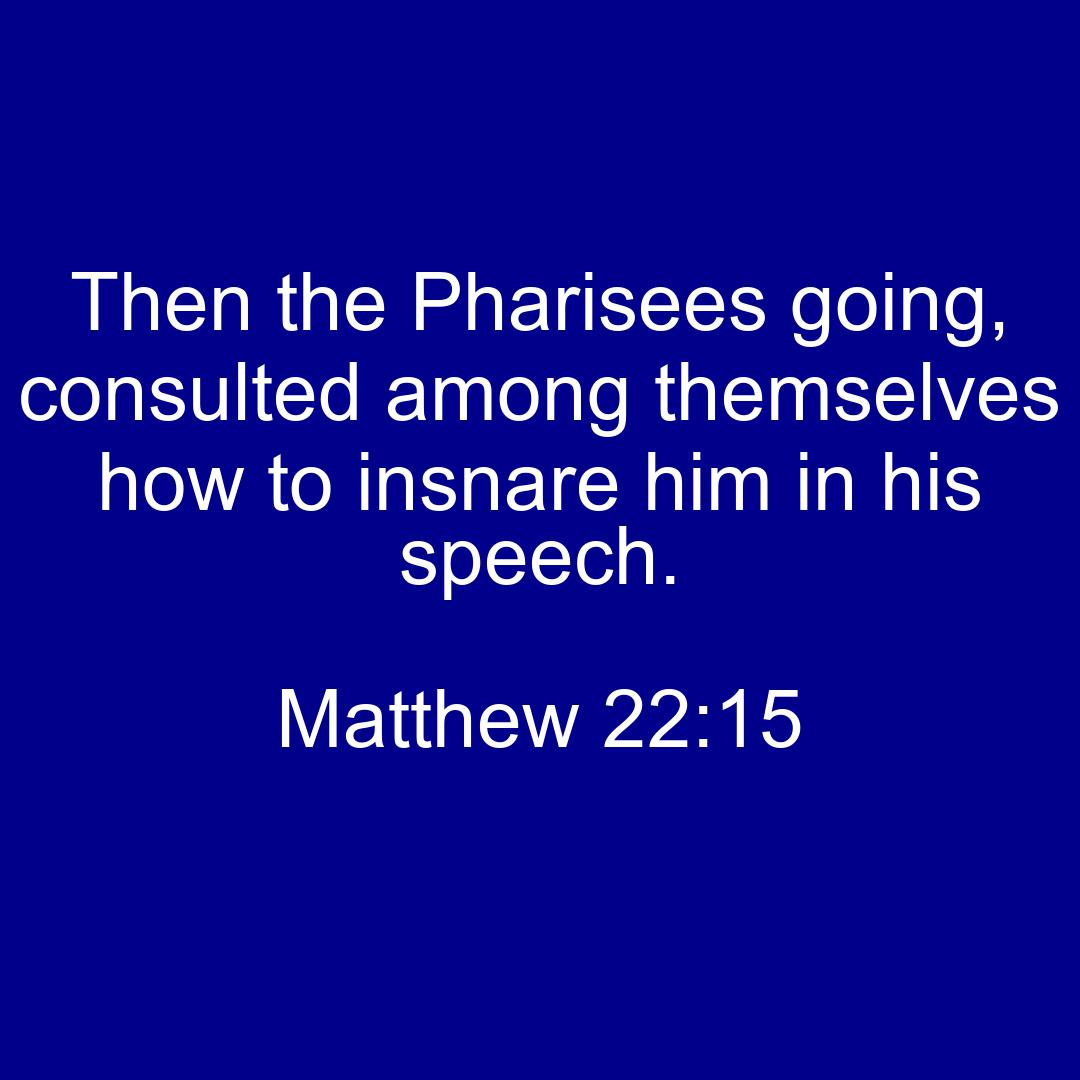 Then the Pharisees going,
consulted among themselves
how to insnare him in his
speech.
Matthew 22:15